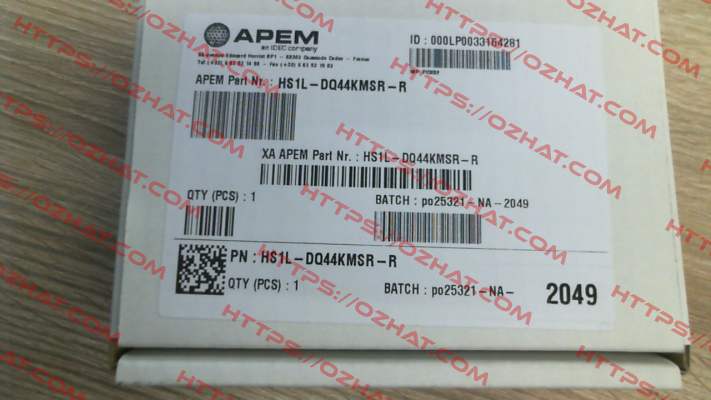 APEM
an IDEC company
ID : 000LP0033164281
APEM Part Nr. : HS1L-DQ44KMSR-R
XA APEM Part Nr. : HS1L-DQ44KMSR-R
QTY (PCS) : 1
BATCH : po25321-NA-2049
PN : HS1L-DQ44KMSR-R
QTY (PCS) : 1
BATCH : po25321-NA-
2049
HTTPS://OZHAT.COM